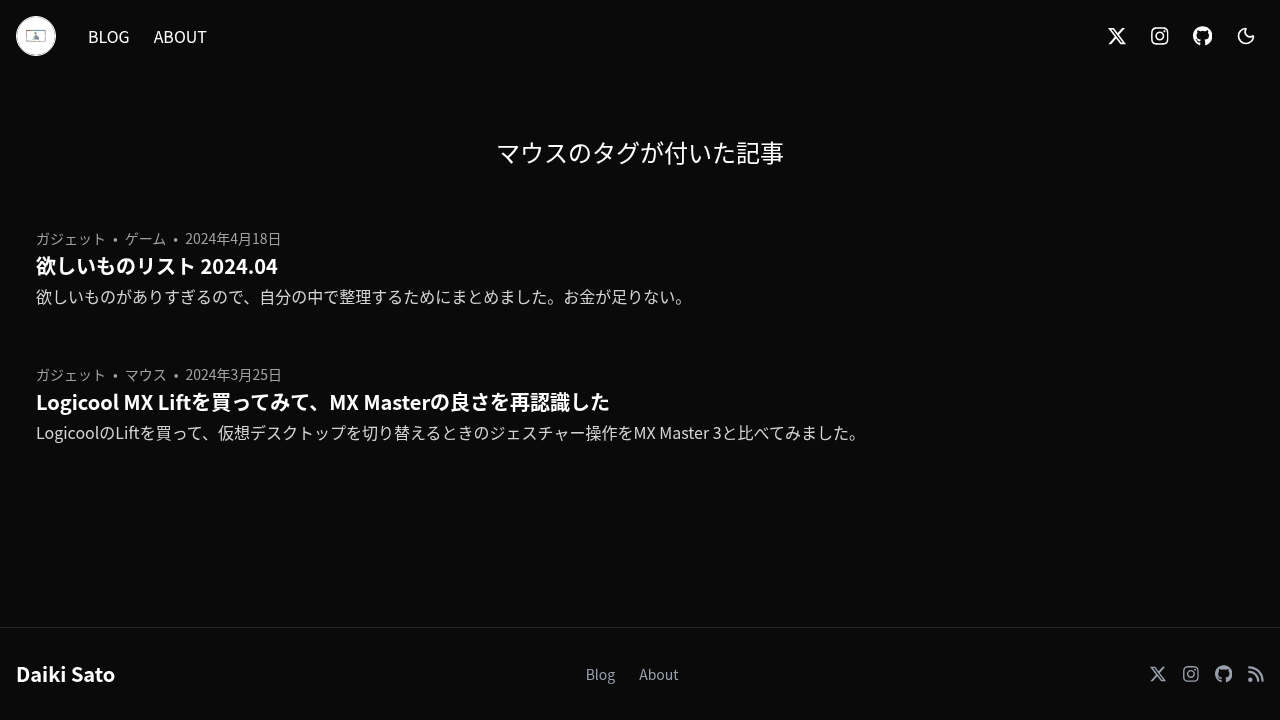 BLOG ABOUT
マウスのタグが付いた記事
ガジェット • ゲーム • 2024年4月18日
欲しいものリスト 2024.04
欲しいものがありすぎるので、自分の中で整理するためにまとめました。お金が足りない。
ガジェット • マウス • 2024年3月25日
Logicool MX Liftを買ってみて、MX Masterの良さを再認識した
LogicoolのLiftを買って、仮想デスクトップを切り替えるときのジェスチャー操作をMX Master 3と比べてみました。
Daiki Sato
Blog About